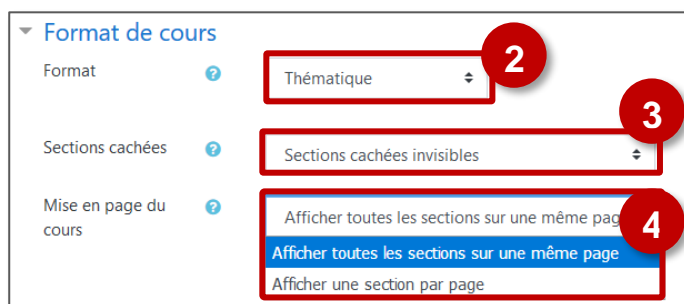 Format de cours
Format
Thématique
2
Sections cachées
Sections cachées invisibles
3
Mise en page du
cours
Afficher toutes les sections sur une même
4
Afficher toutes les sections sur une même page
Afficher une section par page